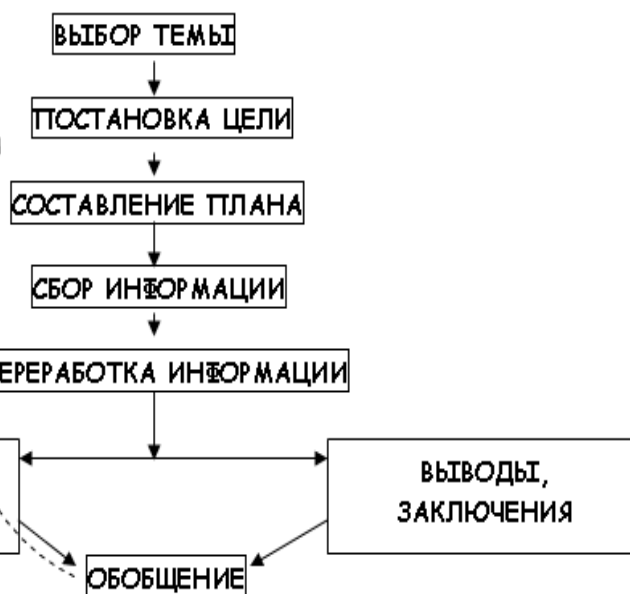 ВЫБОР ТЕМЫ
ПОСТАНОВКА ЦЕЛИ
СОСТАВЛЕНИЕ ПЛАНА
СБОР ИНФОРМАЦИИ
ЕРЕРАБОТКА ИНФОРМАЦИИ
ВЫВОДЫ,
ЗАКЛЮЧЕНИЯ
ОБОБЩЕНИЕ